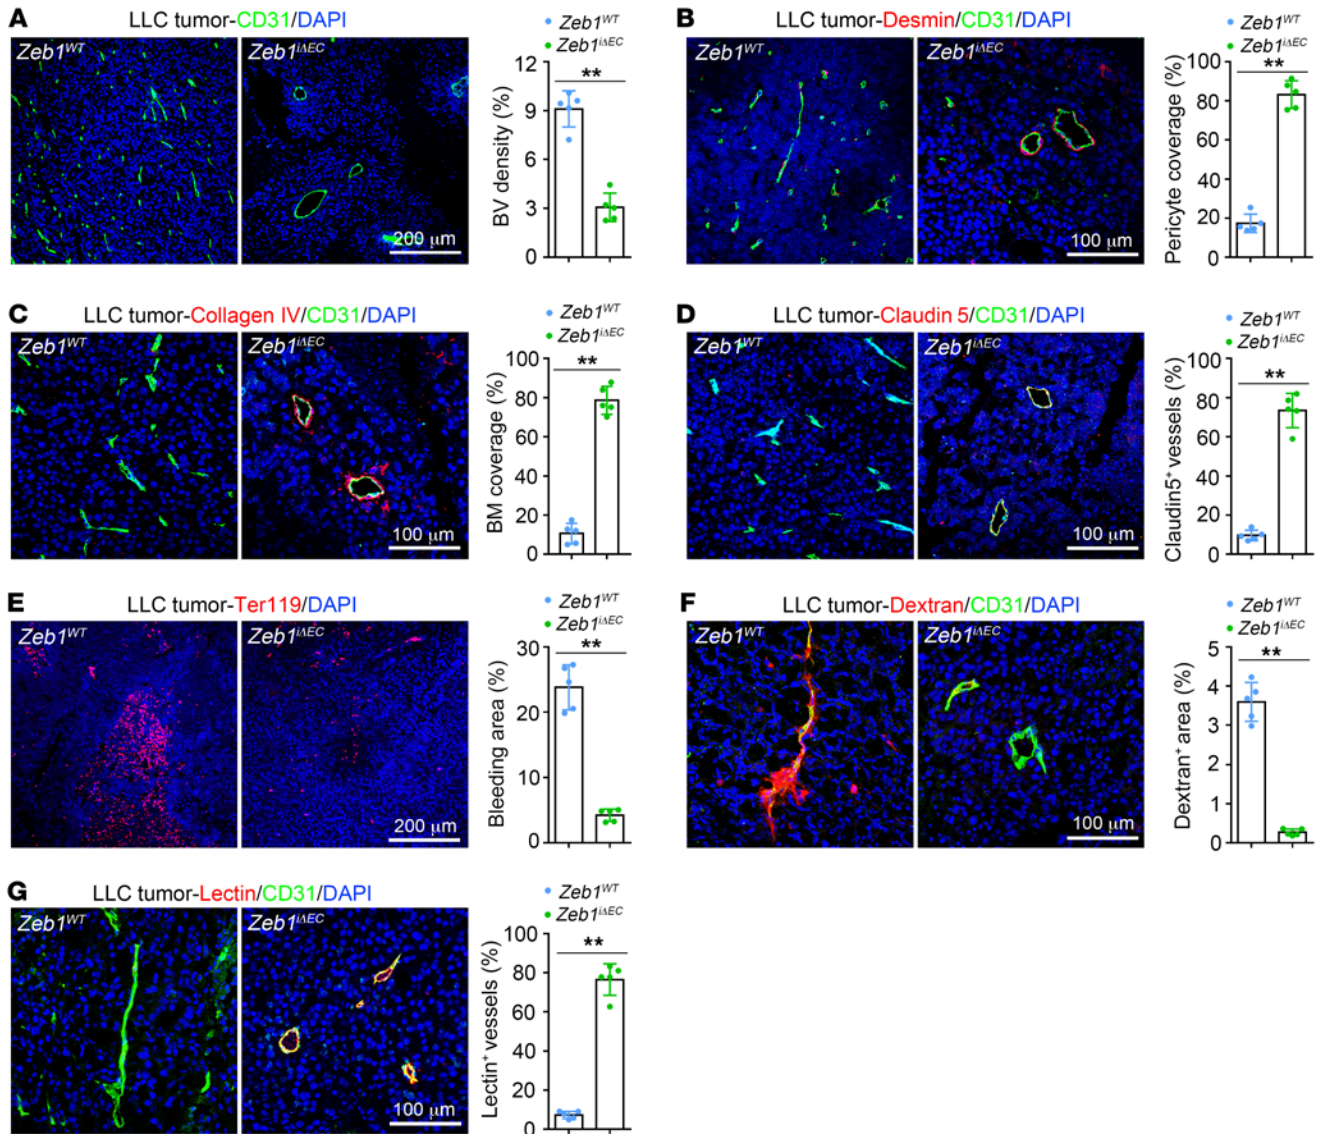 A
LLC tumor-CD31/DAPI
Zeb1WT
Zeb1iΔEC
200 μm
Zeb1WT
Zeb1iΔEC
**
BV density (%)
12
9
6
3
0
B
LLC tumor-Desmin/CD31/DAPI
Zeb1WT
Zeb1iΔEC
100 μm
Zeb1WT
Zeb1iΔEC
**
Pericyte coverage (%)
100
80
60
40
20
0
C
LLC tumor-Collagen IV/CD31/DAPI
Zeb1WT
Zeb1iΔEC
100 μm
Zeb1WT
Zeb1iΔEC
**
BM coverage (%)
100
80
60
40
20
0
D
LLC tumor-Claudin 5/CD31/DAPI
Zeb1WT
Zeb1iΔEC
100 μm
Zeb1WT
Zeb1iΔEC
**
Claudin5+ vessels (%)
100
80
60
40
20
0
E
LLC tumor-Ter119/DAPI
Zeb1WT
Zeb1iΔEC
200 μm
Zeb1WT
Zeb1iΔEC
**
Bleeding area (%)
30
20
10
0
F
LLC tumor-Dextran/CD31/DAPI
Zeb1WT
Zeb1iΔEC
100 μm
Zeb1WT
Zeb1iΔEC
**
Dextran+ area (%)
5
4
3
2
1
0
G
LLC tumor-Lectin/CD31/DAPI
Zeb1WT
Zeb1iΔEC
100 μm
Zeb1WT
Zeb1iΔEC
**
Lectin+ vessels (%)
100
80
60
40
20
0